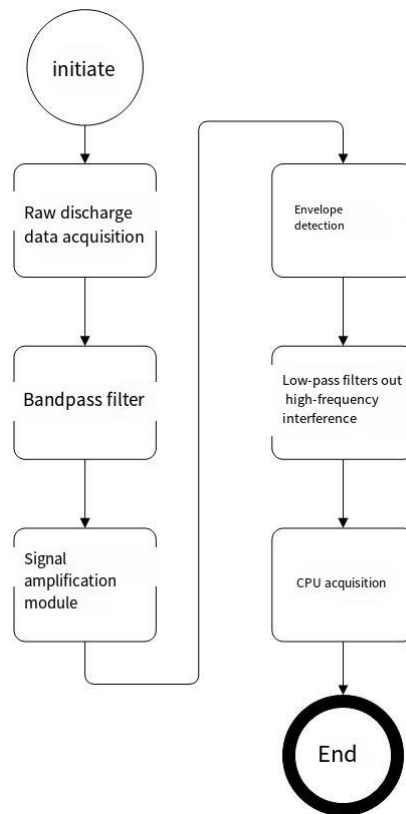 initiate
Raw discharge
data acquisition
Bandpass filter
Signal
amplification
module
Envelope
detection
Low-pass filters out
high-frequency
interference
CPU acquisition
End